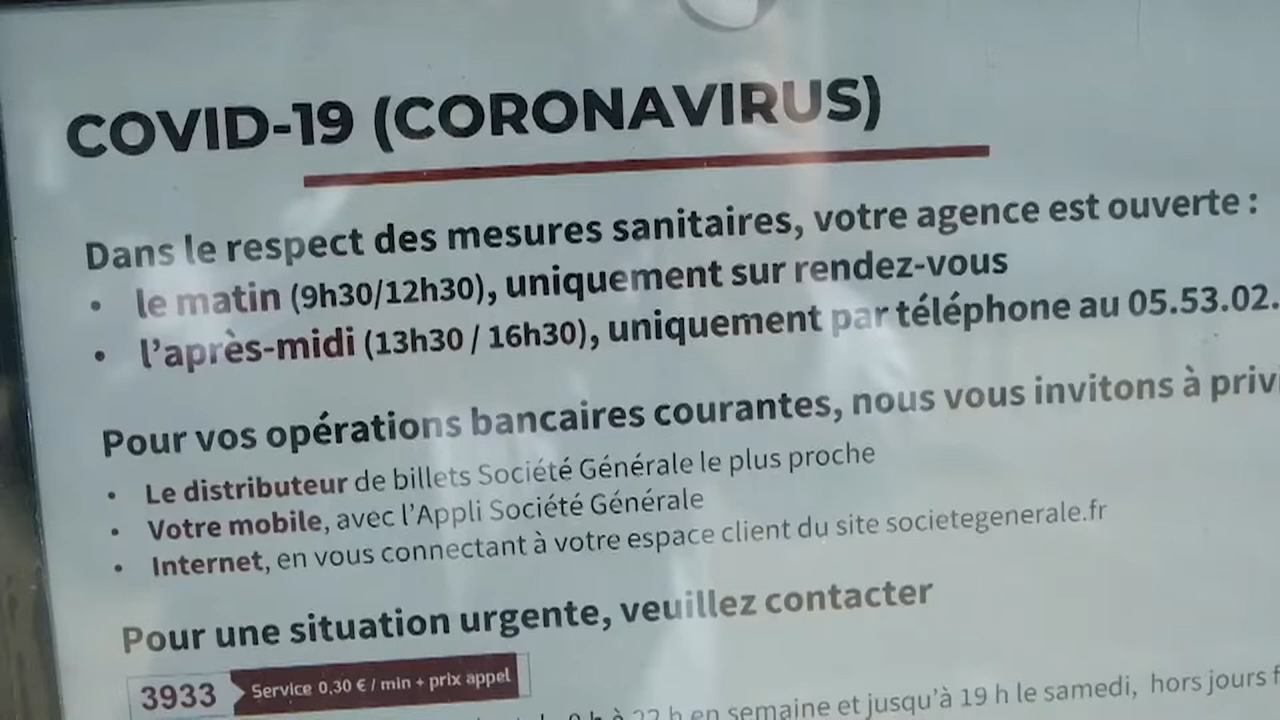 COVID-19 (CORONAVIRUS)
Dans le respect des mesures sanitaires, votre agence est ouverte :
• le matin (9h30/12h30), uniquement sur rendez-vous
• l'après-midi (13h30 / 16h30), uniquement par téléphone au 05.53.02.
Pour vos opérations bancaires courantes, nous vous invitons à
• Le distributeur de billets Société Générale le plus proche
• Votre mobile, avec l'Appli Société Générale
• Internet, en vous connectant à votre espace client du site societegenerale.fr
Pour une situation urgente, veuillez contacter
3933 Service 0,30 € / min + prix appel
h en semaine et jusqu'à 19 h le samedi, hors jours